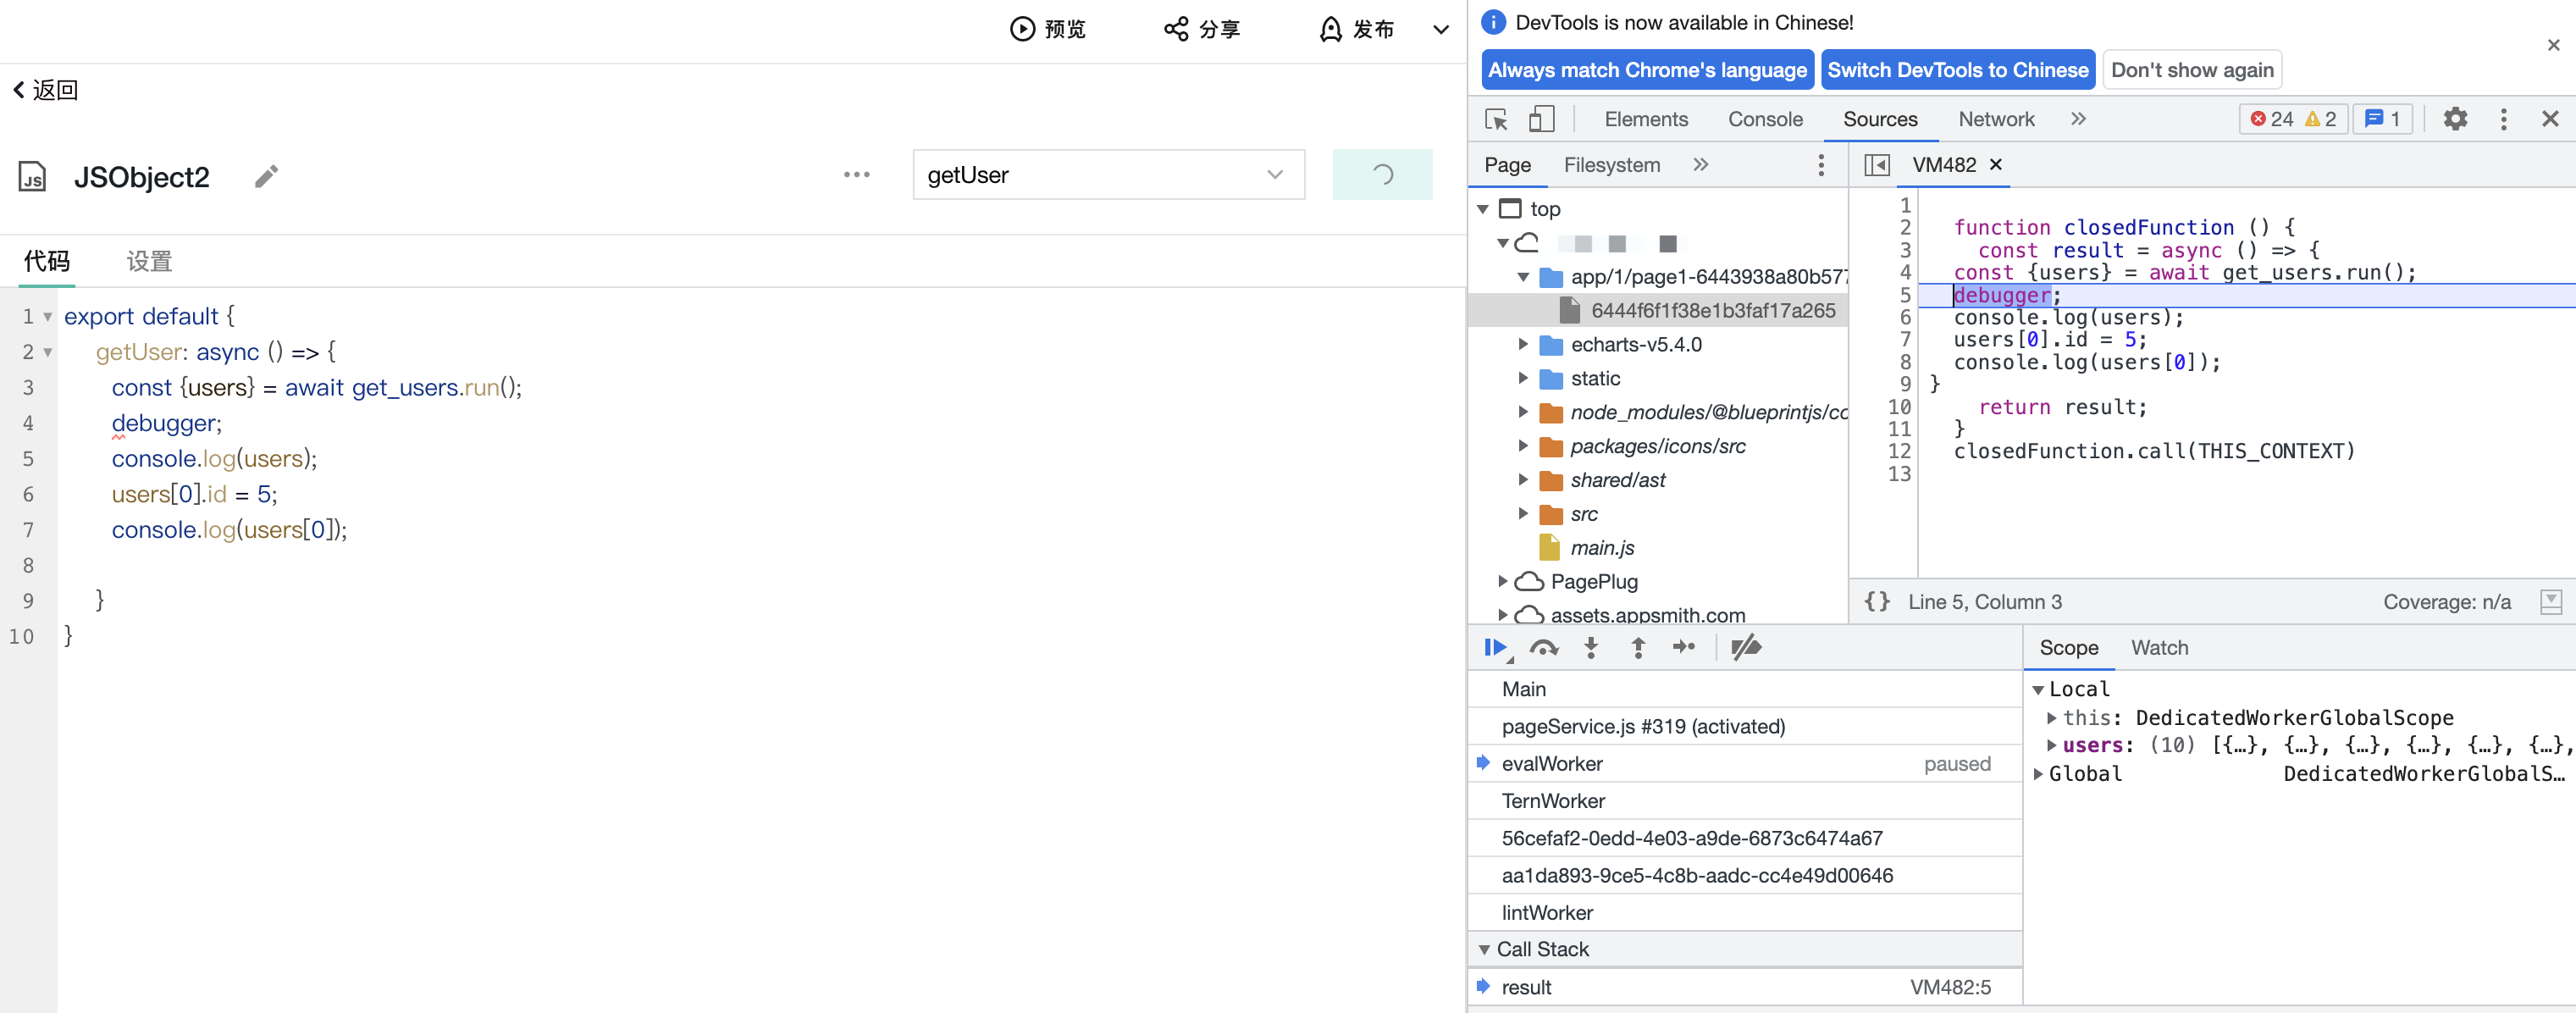 预览
分享
发布
返回
JSObject2
getUser
代码
设置
1 export default {
2 getUser: async () => {
3 const {users} = await get_users.run();
4 debugger;
5 console.log(users);
6 users[0].id = 5;
7 console.log(users[0]);
8
9 }
10 }
DevTools is now available in Chinese!
Always match Chrome's language
Switch DevTools to Chinese
Don't show again
Elements
Console
Sources
Network
24
2
1
Page
Filesystem
VM482
top
app/1/page1-6443938a80b577
6444f6f1f38e1b3faf17a265
echarts-v5.4.0
static
node_modules/@blueprintjs/co
packages/icons/src
shared/ast
src
main.js
PagePlug
assets.appsmith.com
1
2 function closedFunction () {
3 const result = async () => {
4 const {users} = await get_users.run();
5 debugger;
6 console.log(users);
7 users[0].id = 5;
8 console.log(users[0]);
9 }
10 return result;
11 }
12 closedFunction.call(THIS_CONTEXT)
13
{} Line 5, Column 3
Coverage: n/a
Main
pageService.js #319 (activated)
evalWorker paused
TernWorker
56cefaf2-0edd-4e03-a9de-6873c6474a67
aa1da893-9ce5-4c8b-aadc-cc4e49d00646
lintWorker
Call Stack
result VM482:5
Scope
Watch
Local
this: DedicatedWorkerGlobalScope
users: (10) [{…}, {…}, {…}, {…}, {…}, {…},
Global DedicatedWorkerGlobalS…